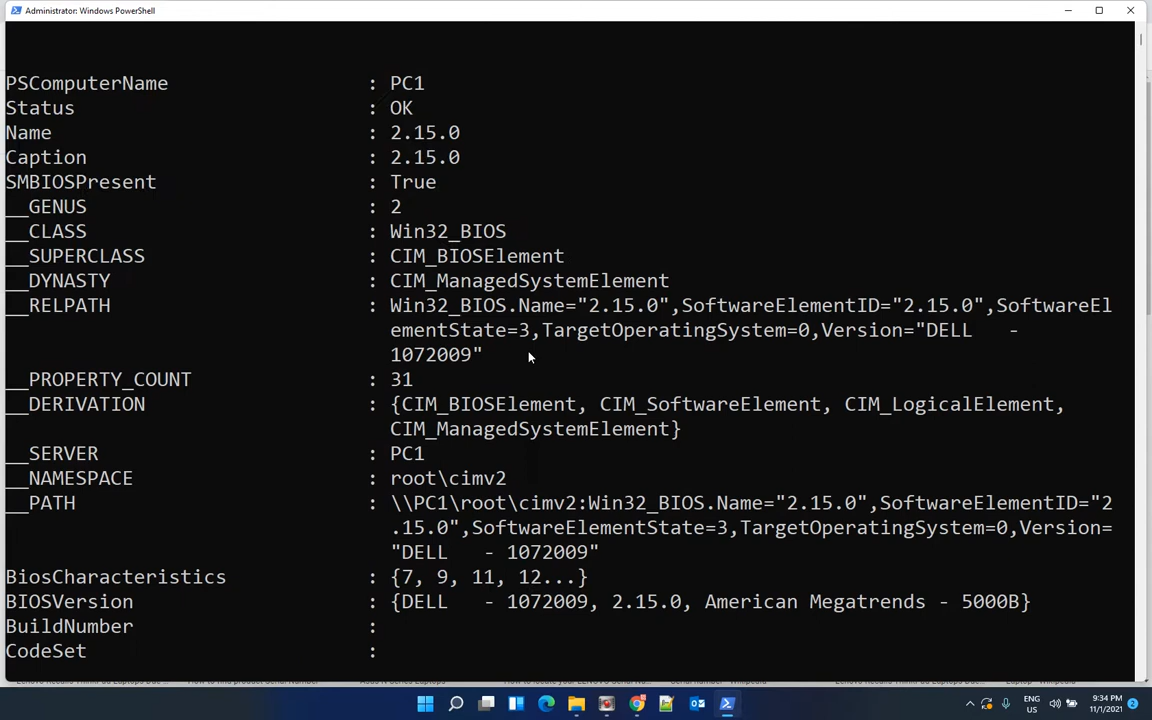 Administrator: Windows PowerShell
PSComputerName : PC1
Status : OK
Name : 2.15.0
Caption : 2.15.0
SMBIOSPresent : True
__GENUS : 2
__CLASS : Win32_BIOS
__SUPERCLASS : CIM_BIOSElement
__DYNASTY : CIM_ManagedSystemElement
__RELPATH : Win32_BIOS.Name="2.15.0",SoftwareElementID="2.15.0",SoftwareEl
ementState=3,TargetOperatingSystem=0,Version="DELL   -
1072009"
__PROPERTY_COUNT : 31
__DERIVATION : {CIM_BIOSElement, CIM_SoftwareElement, CIM_LogicalElement,
CIM_ManagedSystemElement}
__SERVER : PC1
__NAMESPACE : root\cimv2
__PATH : \\PC1\root\cimv2:Win32_BIOS.Name="2.15.0",SoftwareElementID="2
.15.0",SoftwareElementState=3,TargetOperatingSystem=0,Version=
"DELL   - 1072009"
BiosCharacteristics : {7, 9, 11, 12...}
BIOSVersion : {DELL   - 1072009, 2.15.0, American Megatrends - 5000B}
BuildNumber :
CodeSet :
ENG
US
9:34 PM
11/1/2021
2